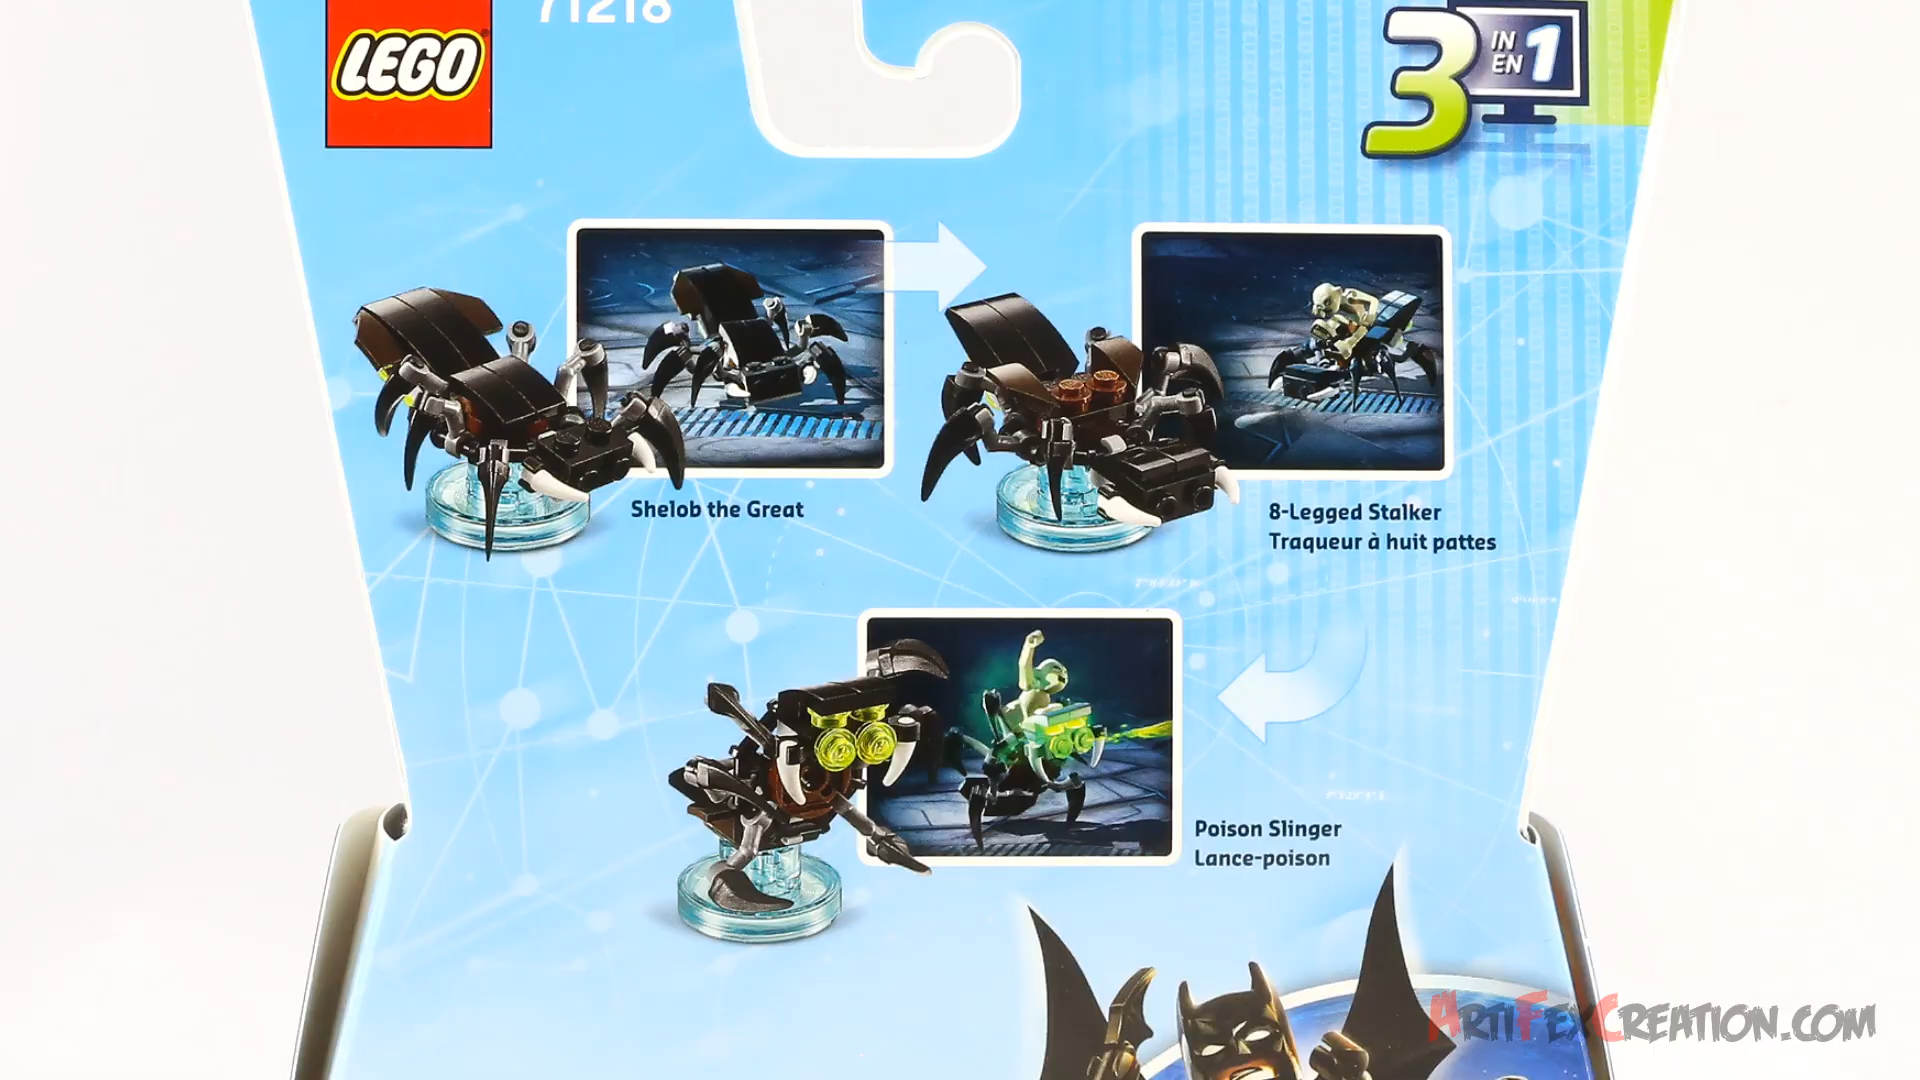 71218
LEGO
3 IN EN 1
Shelob the Great
8-Legged Stalker
Traqueur à huit pattes
Poison Slinger
Lance-poison
ARTIFEXCREATION.COM